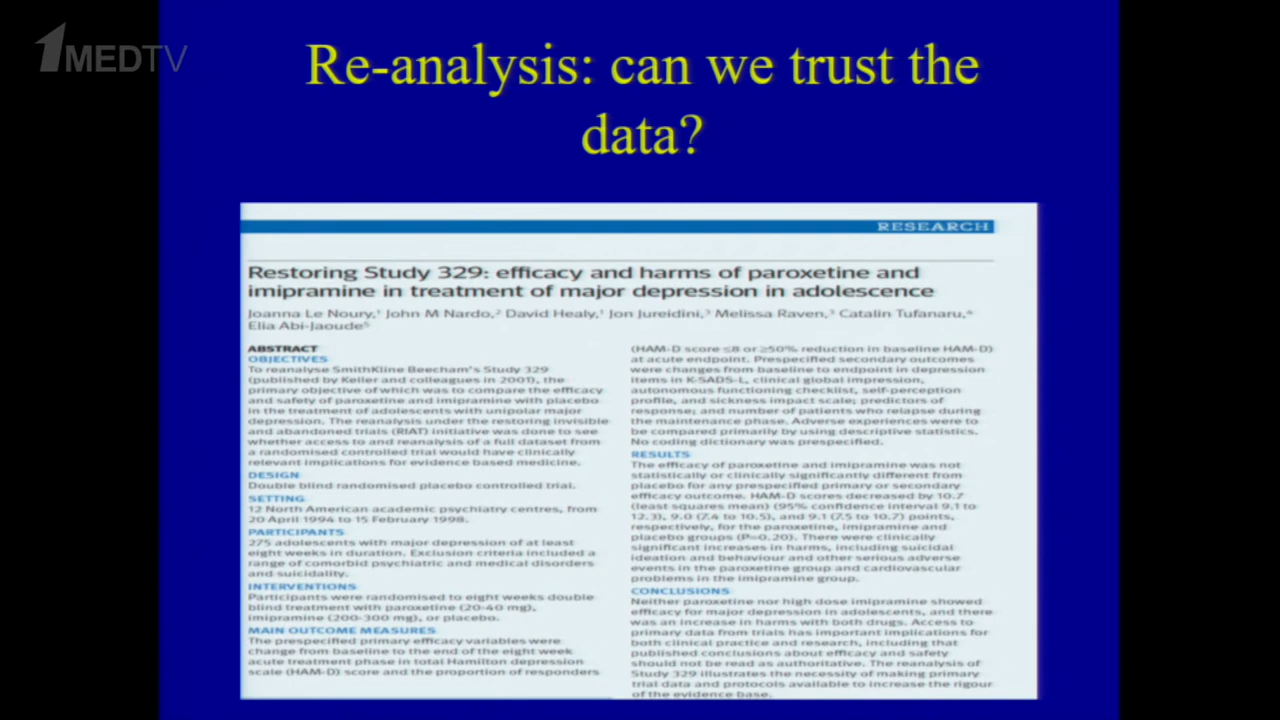 1MEDTV
Re-analysis: can we trust the
data?
RESEARCH
Restoring Study 329: efficacy and harms of paroxetine and
imipramine in treatment of major depression in adolescence
Joanna Le Noury,¹ John M Nardo,² David Healy,¹ Jon Jureidini,³ Melissa Raven,³ Catalin Tufanaru,⁴
Elia Abi-Jaoude⁵
ABSTRACT
OBJECTIVES
To reanalyse SmithKline Beecham's Study 329
(published by Keller and colleagues in 2001), the
primary objective of which was to compare the efficacy
and safety of paroxetine and imipramine with placebo
in the treatment of adolescents with unipolar major
depression. The reanalysis under the restoring invisible
and abandoned trials (RIAT) initiative was done to see
whether access to and reanalysis of a full dataset from
a randomised controlled trial would have clinically
relevant implications for evidence based medicine.
DESIGN
Double blind randomised placebo controlled trial.
SETTING
12 North American academic psychiatry centres, from
20 April 1994 to 15 February 1998.
PARTICIPANTS
275 adolescents with major depression of at least
eight weeks in duration. Exclusion criteria included a
range of comorbid psychiatric and medical disorders
and suicidality.
INTERVENTIONS
Participants were randomised to eight weeks double
blind treatment with paroxetine (20-40 mg),
imipramine (200-300 mg), or placebo.
MAIN OUTCOME MEASURES
The prespecified primary efficacy variables were
change from baseline to the end of the eight week
acute treatment phase in total Hamilton depression
scale (HAM-D) score and the proportion of responders
(HAM-D score ≤8 or ≥50% reduction in baseline HAM-D)
at acute endpoint. Prespecified secondary outcomes
were changes from baseline to endpoint in depression
items in K-SADS-L, clinical global impression,
autonomous functioning checklist, self-perception
profile, and sickness impact scale; predictors of
response; and number of patients who relapse during
the maintenance phase. Adverse experiences were to
be compared primarily by using descriptive statistics.
No coding dictionary was prespecified.
RESULTS
The efficacy of paroxetine and imipramine was not
statistically or clinically significantly different from
placebo for any prespecified primary or secondary
efficacy outcome. HAM-D scores decreased by 10.7
(least squares mean) (95% confidence interval 9.1 to
12.3), 9.0 (7.4 to 10.5), and 9.1 (7.5 to 10.7) points,
respectively, for the paroxetine, imipramine and
placebo groups (P=0.20). There were clinically
significant increases in harms, including suicidal
ideation and behaviour and other serious adverse
events in the paroxetine group and cardiovascular
problems in the imipramine group.
CONCLUSIONS
Neither paroxetine nor high dose imipramine showed
efficacy for major depression in adolescents, and there
was an increase in harms with both drugs. Access to
primary data from trials has important implications for
both clinical practice and research, including that
published conclusions about efficacy and safety
should not be read as authoritative. The reanalysis of
Study 329 illustrates the necessity of making primary
trial data and protocols available to increase the rigour
of the evidence base.